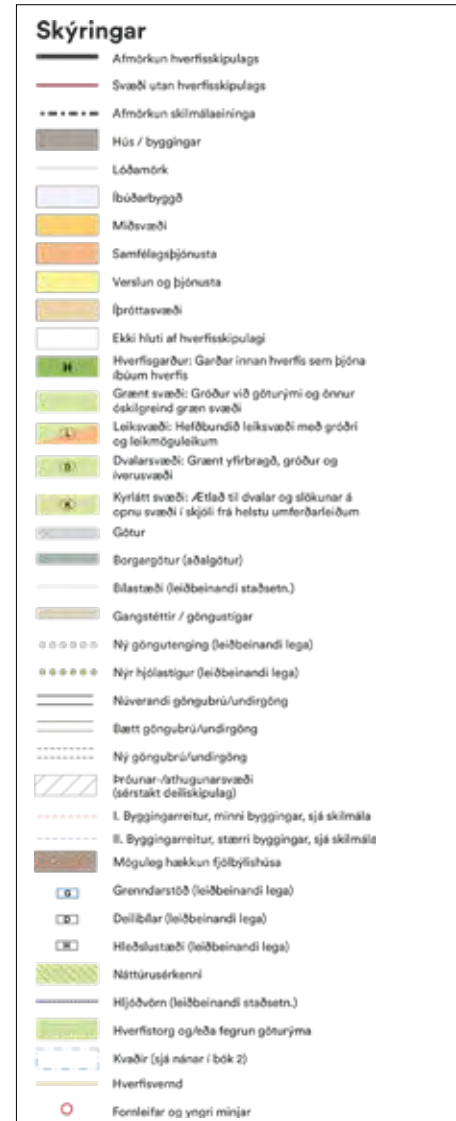 Skýringar
Afmörkun hverfisskipulags
Svæði utan hverfisskipulags
Afmörkun skilmálaeininga
Hús / byggingar
Lóðamörk
Íbúðarbyggð
Miðsvæði
Samfélagsþjónusta
Verslun og þjónusta
Íþróttasvæði
Ekki hluti af hverfisskipulagi
H
Hverfisgarður: Garðar innan hverfis sem þjóna
íbúum hverfis
Grænt svæði: Gróður við göturými og önnur
óskilgreind græn svæði
L
Leiksvæði: Hefðbundið leiksvæði með gróðri
og leikmöguleikum
D
Dvalarsvæði: Grænt yfirbragð, gróður og
íverusvæði
K
Kyrlátt svæði: Ætlað til dvalar og slökunar á
opnu svæði í skjóli frá helstu umferðarleiðum
Götur
Borgargötur (aðalgötur)
Bílastæði (leiðbeinandi staðsetn.)
Gangstéttir / göngustígar
Ný göngutenging (leiðbeinandi lega)
Nýr hjólastígur (leiðbeinandi lega)
Núverandi göngubrú/undirgöng
Bætt göngubrú/undirgöng
Ný göngubrú/undirgöng
Þróunar-/athugunarsvæði
(sérstakt deiliskipulag)
I. Byggingarreitur, minni byggingar, sjá skilmála
II. Byggingarreitur, stærri byggingar, sjá skilmála
Möguleg hækkun fjölbýlishúsa
G
Grenndarstöð (leiðbeinandi lega)
D
Deilibílar (leiðbeinandi lega)
H
Hleðslustæði (leiðbeinandi lega)
Náttúrusérkenni
Hljóðvörn (leiðbeinandi staðsetn.)
Hverfistorg og/eða fegrun göturýma
Kvaðir (sjá nánar í bók 2)
Hverfisvernd
Fornleifar og yngri minjar